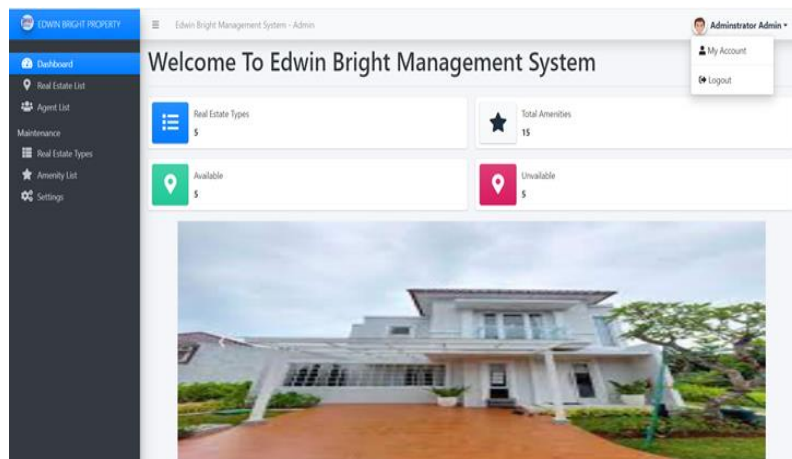 EDWIN BRIGHT PROPERTY
Edwin Bright Management System - Admin
Adminstrator Admin
My Account
Logout
Dashboard
Real Estate List
Agent List
Maintenance
Real Estate Types
Amenity List
Settings
Welcome To Edwin Bright Management System
Real Estate Types
5
Total Amenities
15
Available
5
Unvailable
5